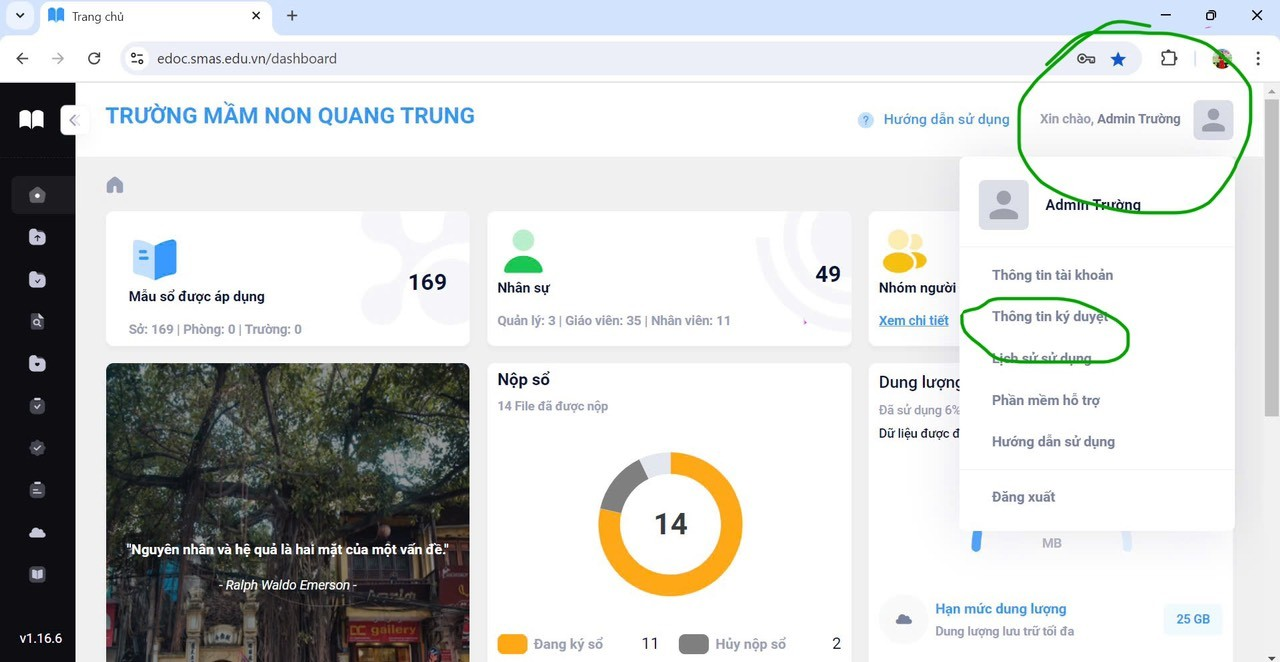 Trang chủ
edoc.smas.edu.vn/dashboard
TRƯỜNG MẦM NON QUANG TRUNG
? Hướng dẫn sử dụng
Xin chào, Admin Trường
Admin Trường
Thông tin tài khoản
Thông tin ký duyệt
Lịch sử sử dụng
Phần mềm hỗ trợ
Hướng dẫn sử dụng
Đăng xuất
169
Mẫu sổ được áp dụng
Sở: 169 | Phòng: 0 | Trường: 0
49
Nhân sự
Quản lý: 3 | Giáo viên: 35 | Nhân viên: 11
Nhóm người
Xem chi tiết
"Nguyên nhân và hệ quả là hai mặt của một vấn đề."
- Ralph Waldo Emerson -
Nộp sổ
14 File đã được nộp
14
Đang ký sổ 11 Hủy nộp sổ 2
Dung lượng
Đã sử dụng 6%
Dữ liệu được đ
MB
Hạn mức dung lượng
Dung lượng lưu trữ tối đa
25 GB
v1.16.6